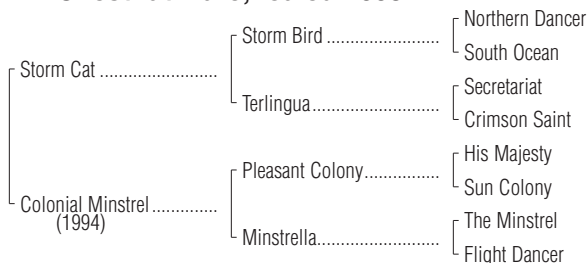 Northern Dancer
Storm Bird ........................
South Ocean
Storm Cat .........................
Secretariat
Terlingua...........................
Crimson Saint
His Majesty
Pleasant Colony................
Sun Colony
Colonial Minstrel..............
(1994)
The Minstrel
Minstrella..........................
Flight Dancer